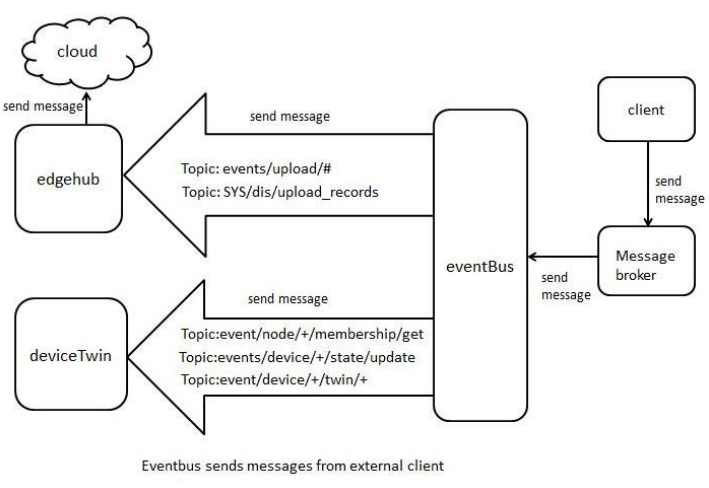 cloud
send message
edgehub
send message
Topic: events/upload/#
Topic: SYS/dis/upload_records
eventBus
client
send
message
Message
broker
send
message
deviceTwin
send message
Topic:event/node/+/membership/get
Topic:events/device/+/state/update
Topic:event/device/+/twin/+
Eventbus sends messages from external client